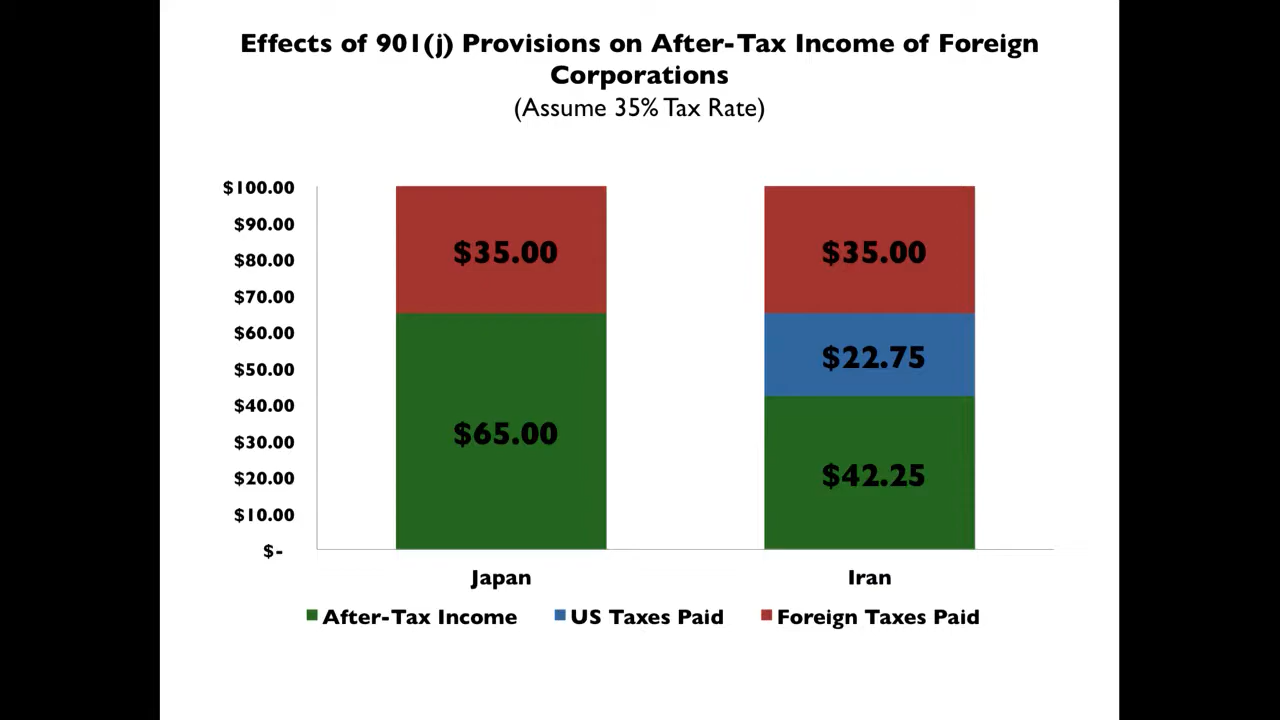 Effects of 901(j) Provisions on After-Tax Income of Foreign
Corporations
(Assume 35% Tax Rate)
$100.00
$90.00
$80.00
$70.00
$60.00
$50.00
$40.00
$30.00
$20.00
$10.00
$-
$35.00
$65.00
$35.00
$22.75
$42.25
Japan
Iran
After-Tax Income
US Taxes Paid
Foreign Taxes Paid